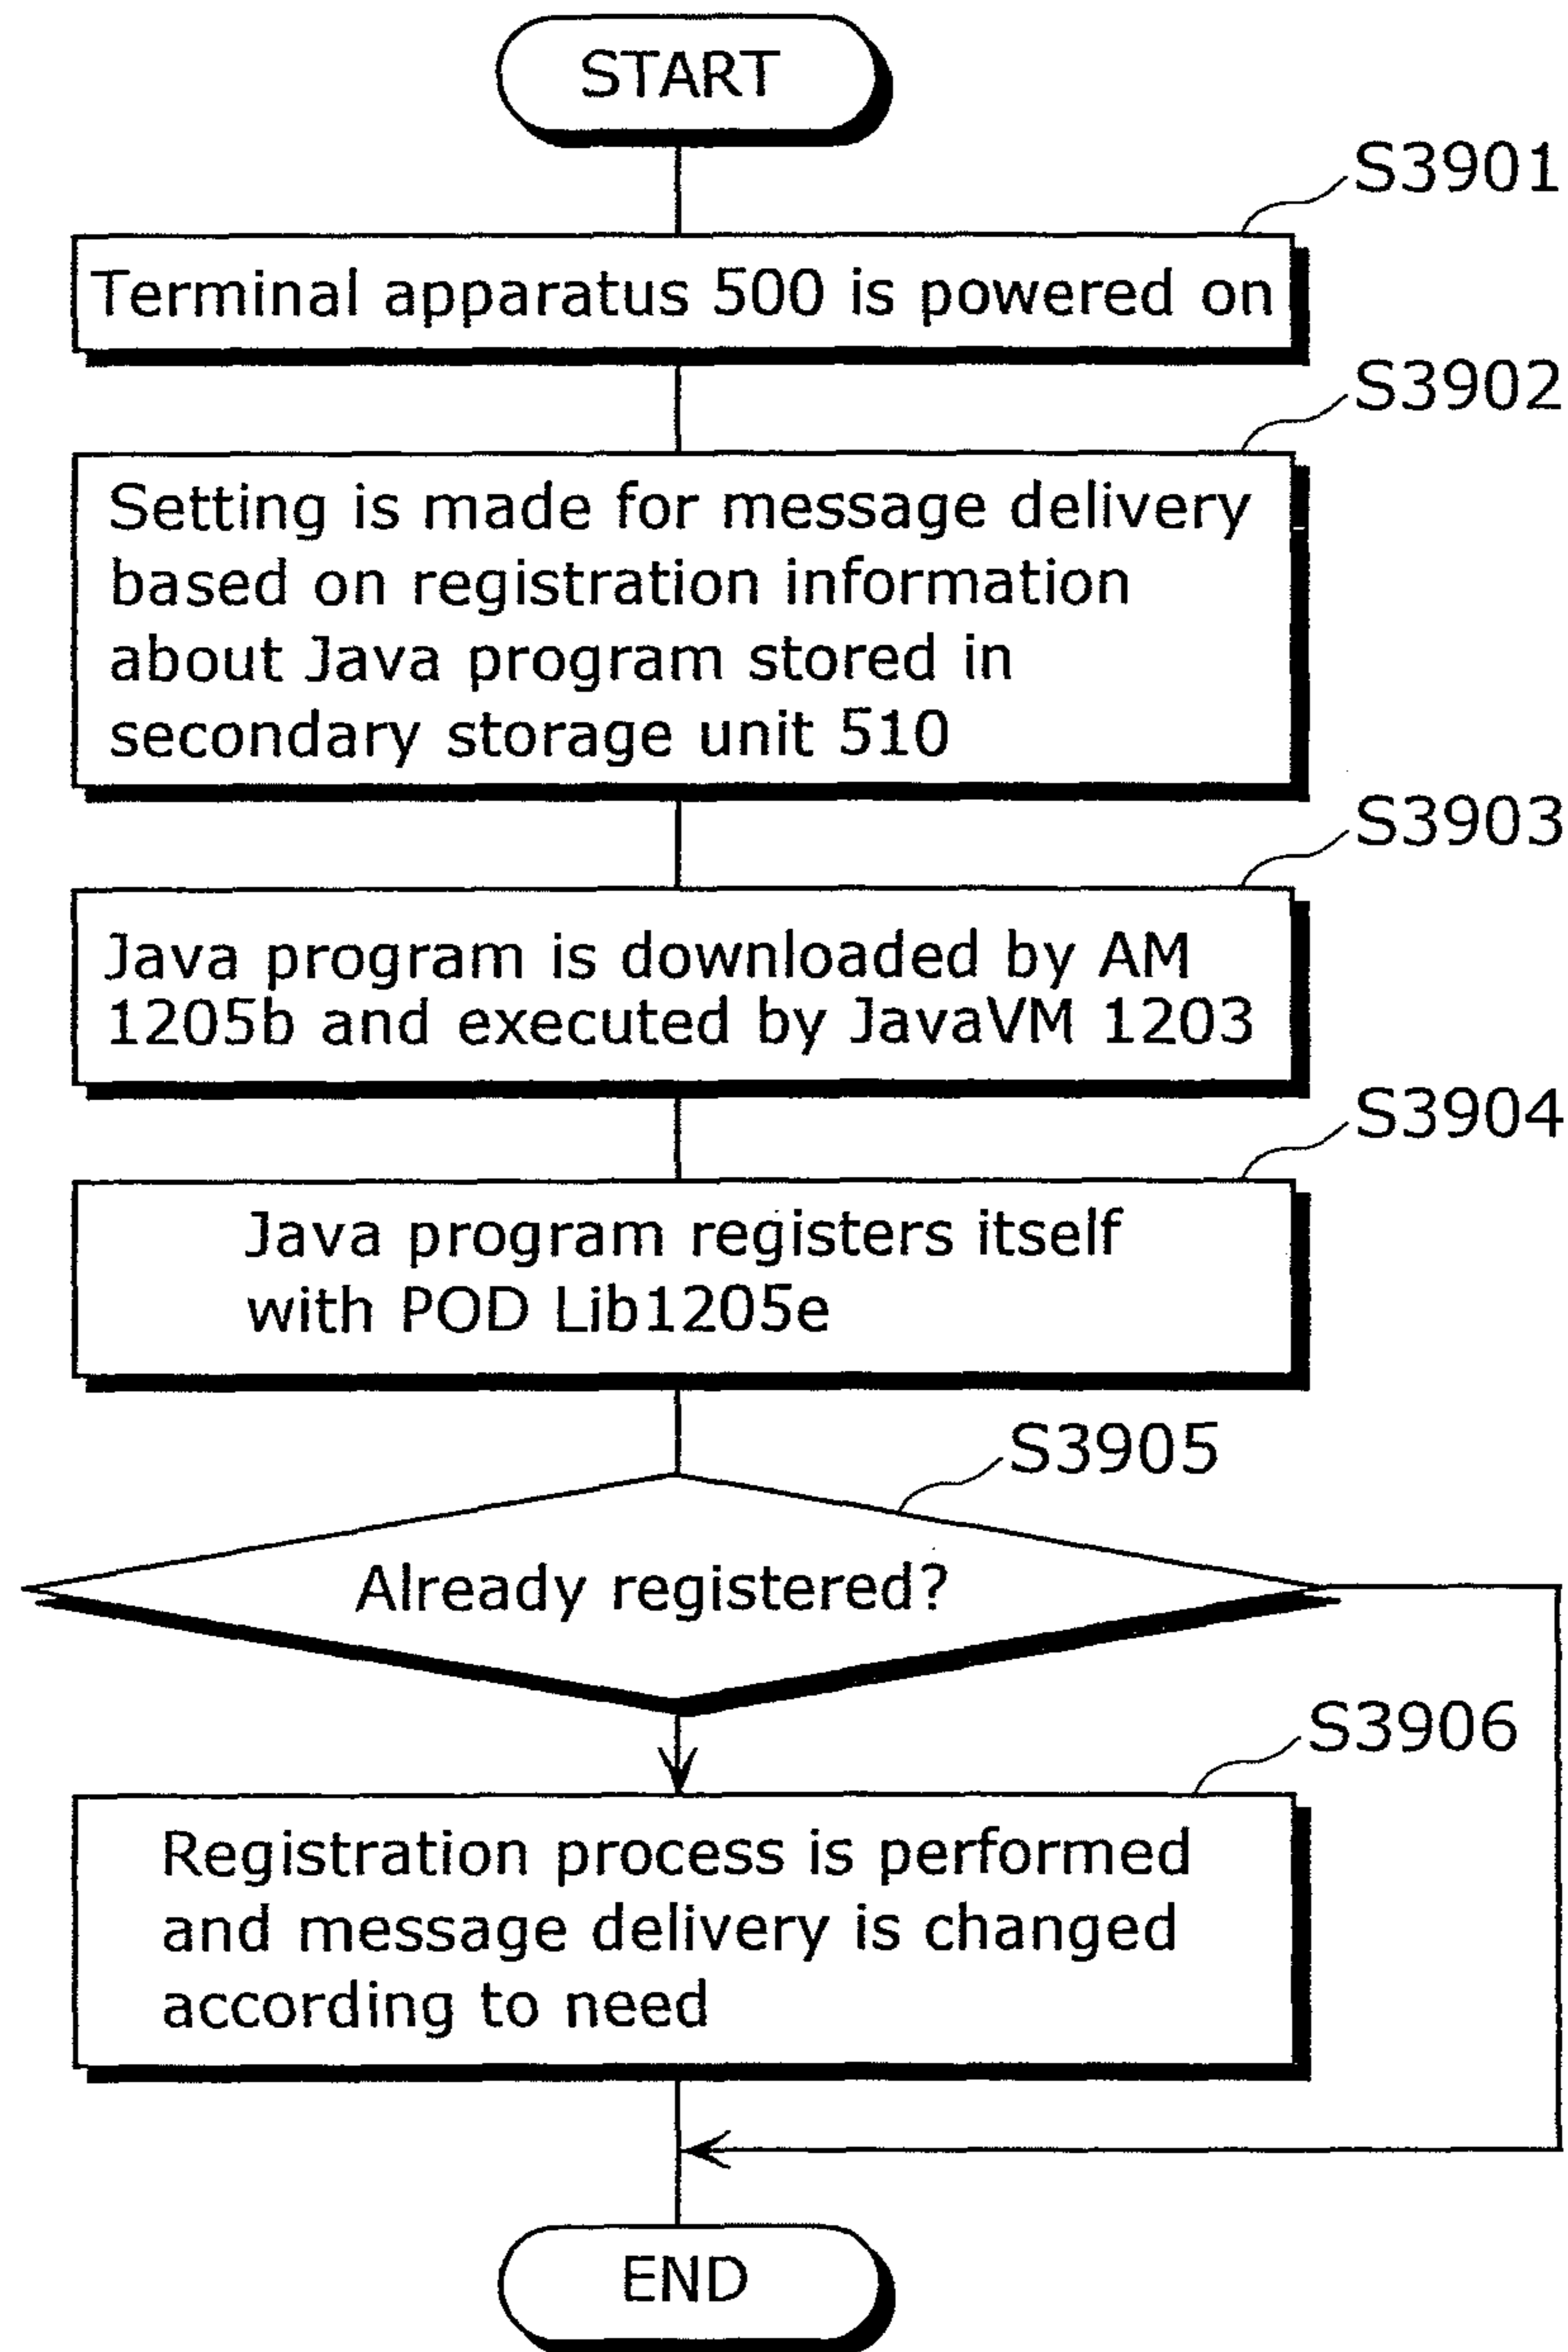 START
S3901
Terminal apparatus 500 is powered on
S3902
Setting is made for message delivery
based on registration information
about Java program stored in
secondary storage unit 510
S3903
Java program is downloaded by AM
1205b and executed by JavaVM 1203
S3904
Java program registers itself
with POD Lib1205e
S3905
Already registered?
S3906
Registration process is performed
and message delivery is changed
according to need
END